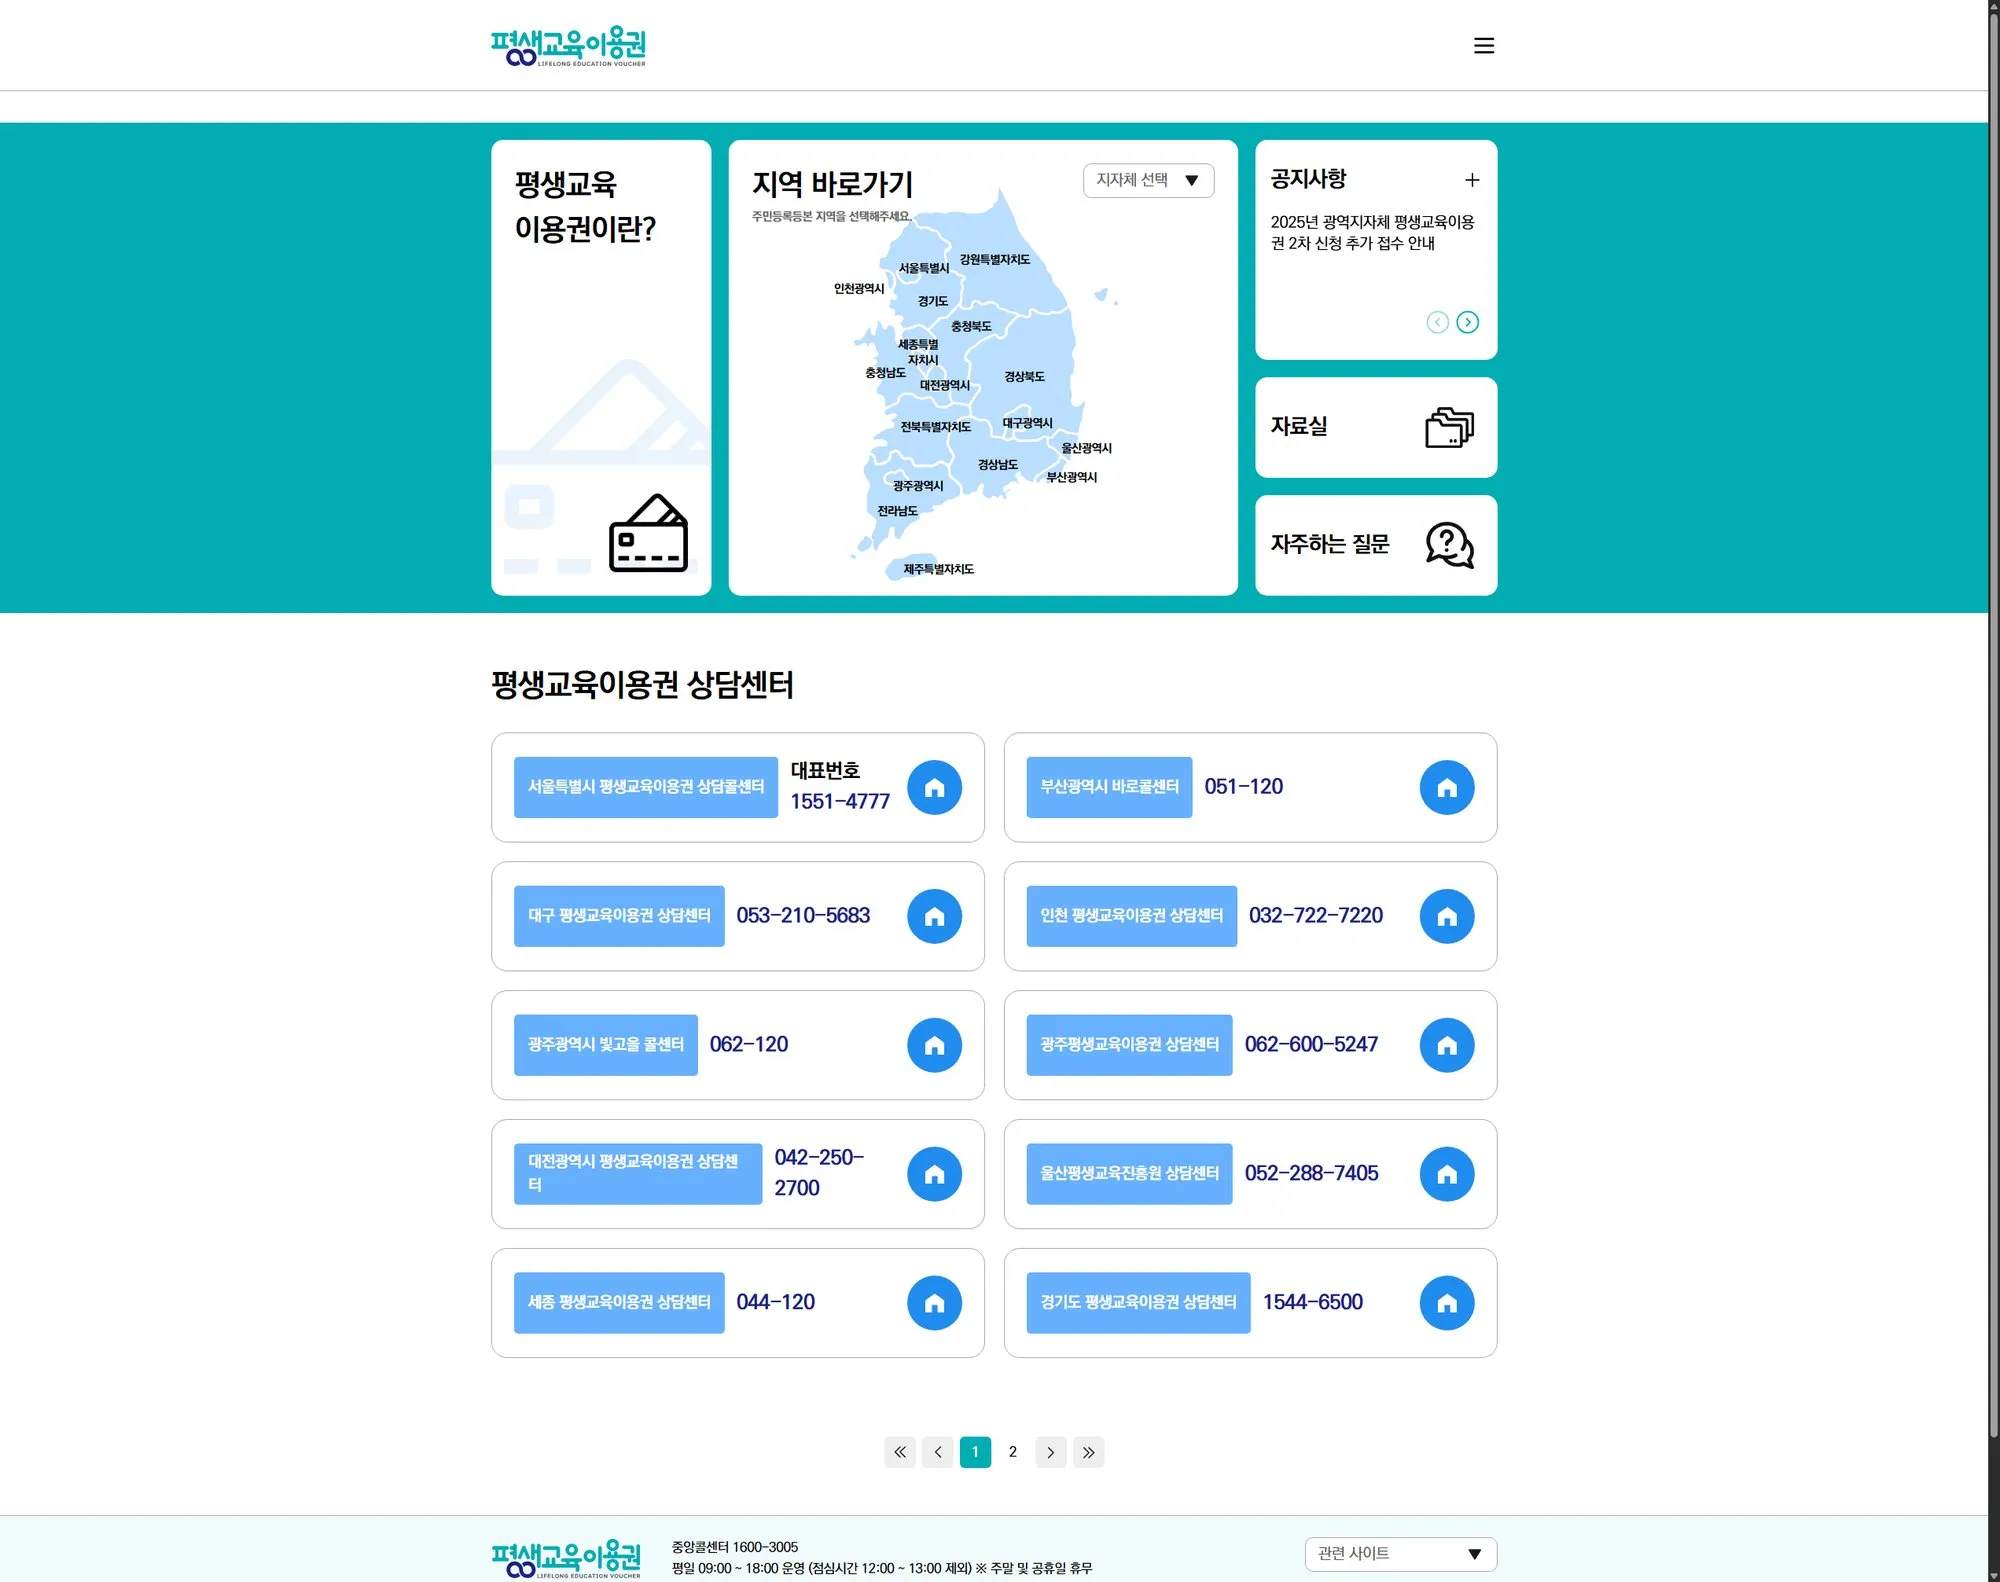 평생교육이용권
LIFELONG EDUCATION VOUCHER
평생교육
이용권이란?
지역 바로가기
지자체 선택 ▼
주민등록등본 지역을 선택해주세요.
서울특별시
강원특별자치도
인천광역시
경기도
충청북도
세종특별
자치시
충청남도
대전광역시
경상북도
전북특별자치도
대구광역시
울산광역시
경상남도
부산광역시
광주광역시
전라남도
제주특별자치도
공지사항
2025년 광역지자체 평생교육이용
권 2차 신청 추가 접수 안내
자료실
자주하는 질문
평생교육이용권 상담센터
서울특별시 평생교육이용권 상담콜센터
대표번호
1551-4777
부산광역시 바로콜센터 051-120
대구 평생교육이용권 상담센터 053-210-5683
인천 평생교육이용권 상담센터 032-722-7220
광주광역시 빛고을 콜센터 062-120
광주평생교육이용권 상담센터 062-600-5247
대전광역시 평생교육이용권 상담센
터
042-250-
2700
울산평생교육진흥원 상담센터 052-288-7405
세종 평생교육이용권 상담센터 044-120
경기도 평생교육이용권 상담센터 1544-6500
1 2
평생교육이용권
LIFELONG EDUCATION VOUCHER
중앙콜센터 1600-3005
평일 09:00 ~ 18:00 운영 (점심시간 12:00 ~ 13:00 제외) ※ 주말 및 공휴일 휴무
관련 사이트 ▼